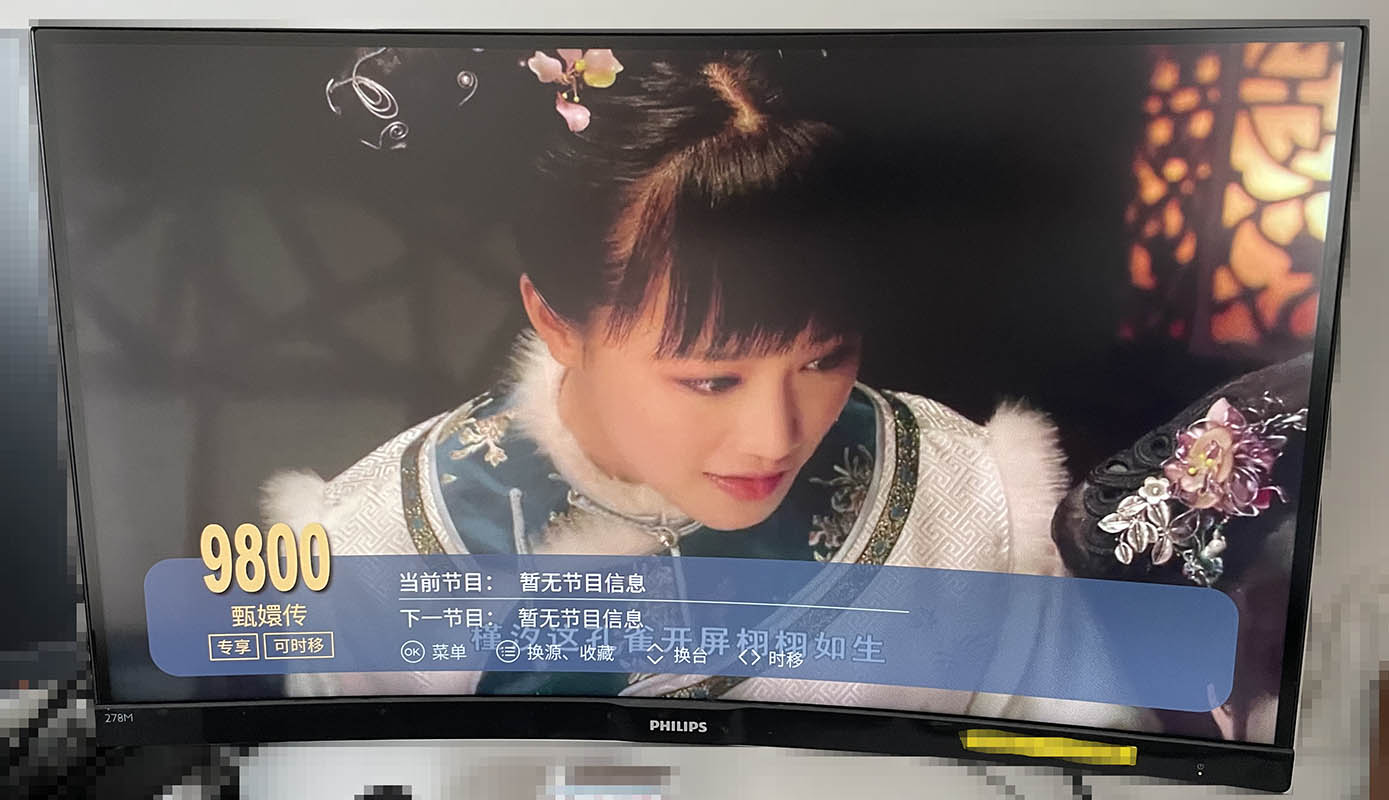 9800
甄嬛传
专享 可时移
当前节目： 暂无节目信息
下一节目： 暂无节目信息
槿汐这孔雀开屏栩栩如生
OK 菜单 换源、收藏 换台 时移
278M
PHILIPS